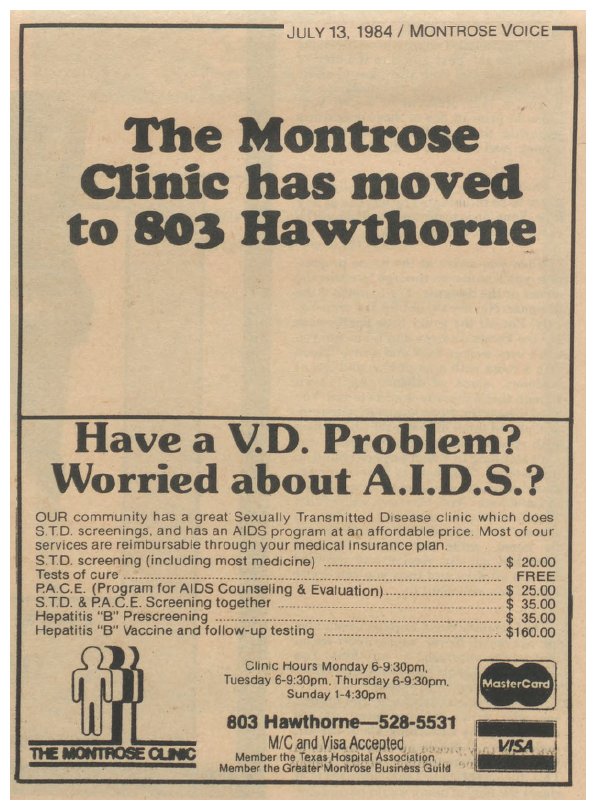 JULY 13, 1984 / MONTROSE VOICE
The Montrose
Clinic has moved
to 803 Hawthorne
Have a V.D. Problem?
Worried about A.I.D.S.?
OUR community has a great Sexually Transmitted Disease clinic which does
S.T.D. screenings, and has an AIDS program at an affordable price. Most of our
services are reimbursable through your medical insurance plan.
S.T.D. screening (including most medicine) $ 20.00
Tests of cure FREE
P.A.C.E. (Program for AIDS Counseling & Evaluation) $ 25.00
S.T.D. & P.A.C.E. Screening together $ 35.00
Hepatitis "B" Prescreening $ 35.00
Hepatitis "B" Vaccine and follow-up testing $160.00
Clinic Hours Monday 6-9:30pm,
Tuesday 6-9:30pm, Thursday 6-9:30pm,
Sunday 1-4:30pm
803 Hawthorne—528-5531
M/C and Visa Accepted
Member the Texas Hospital Association
Member the Greater Montrose Business Guild
THE MONTROSE CLINIC
MasterCard
VISA